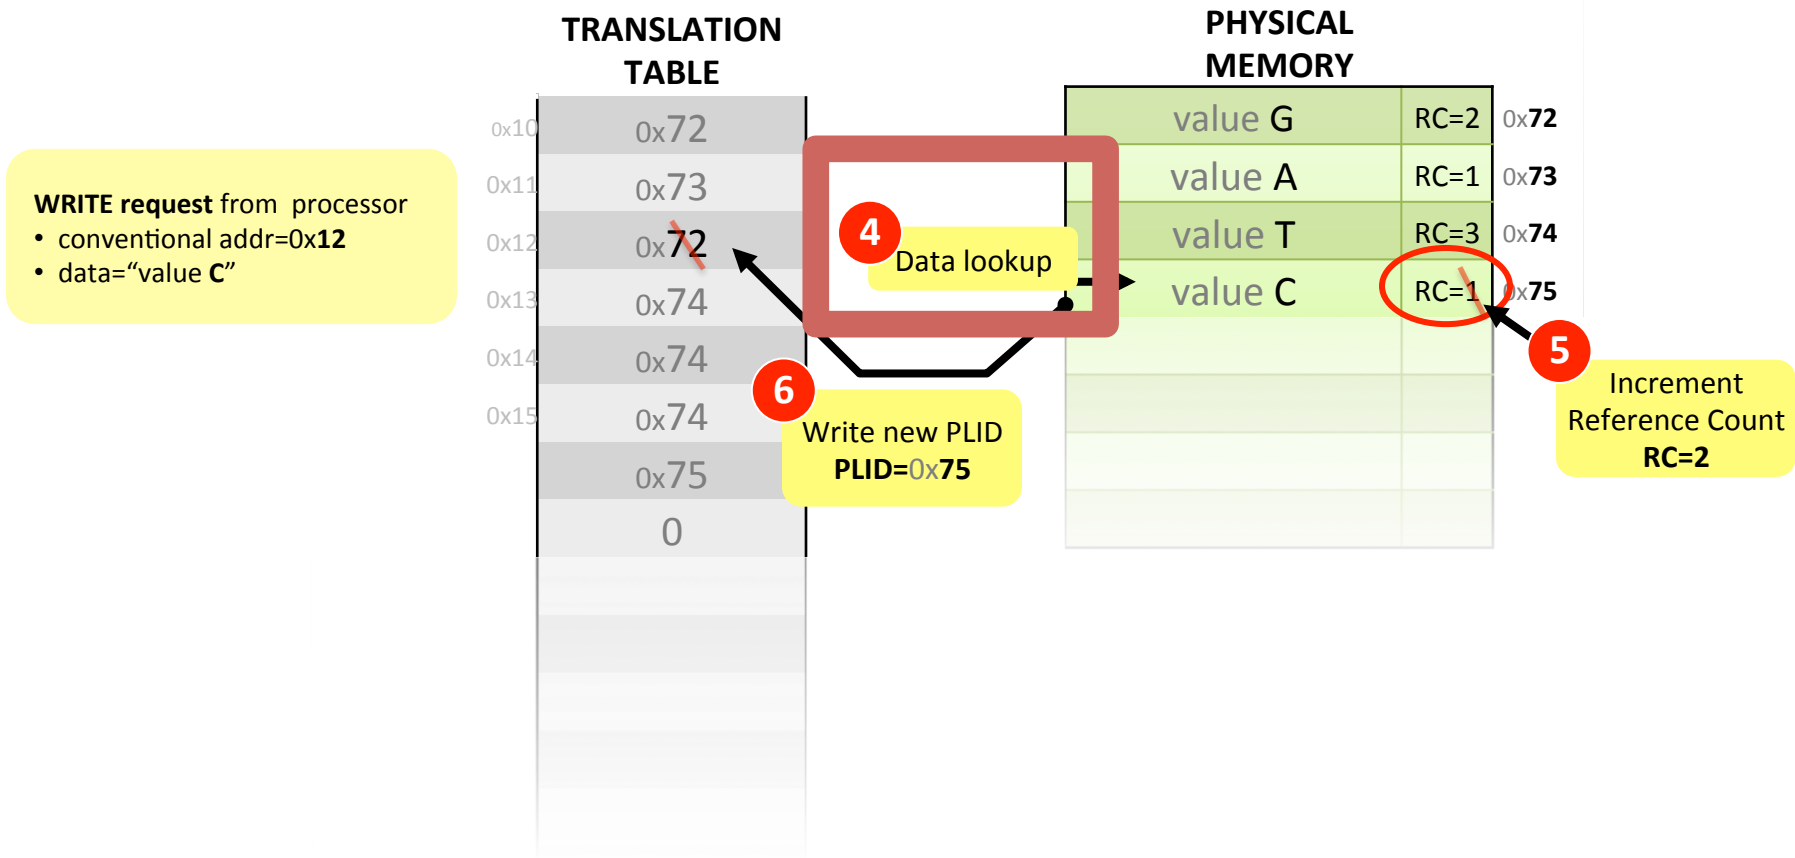 TRANSLATION
TABLE
PHYSICAL
MEMORY
WRITE request from processor
• conventional addr=0x12
• data=“value C”
0x10 0x72
0x11 0x73
0x12 0x72
0x13 0x74
0x14 0x74
0x15 0x74
0x75
0
value G RC=2 0x72
value A RC=1 0x73
value T RC=3 0x74
value C RC=1 0x75
4
Data lookup
5
Increment
Reference Count
RC=2
6
Write new PLID
PLID=0x75